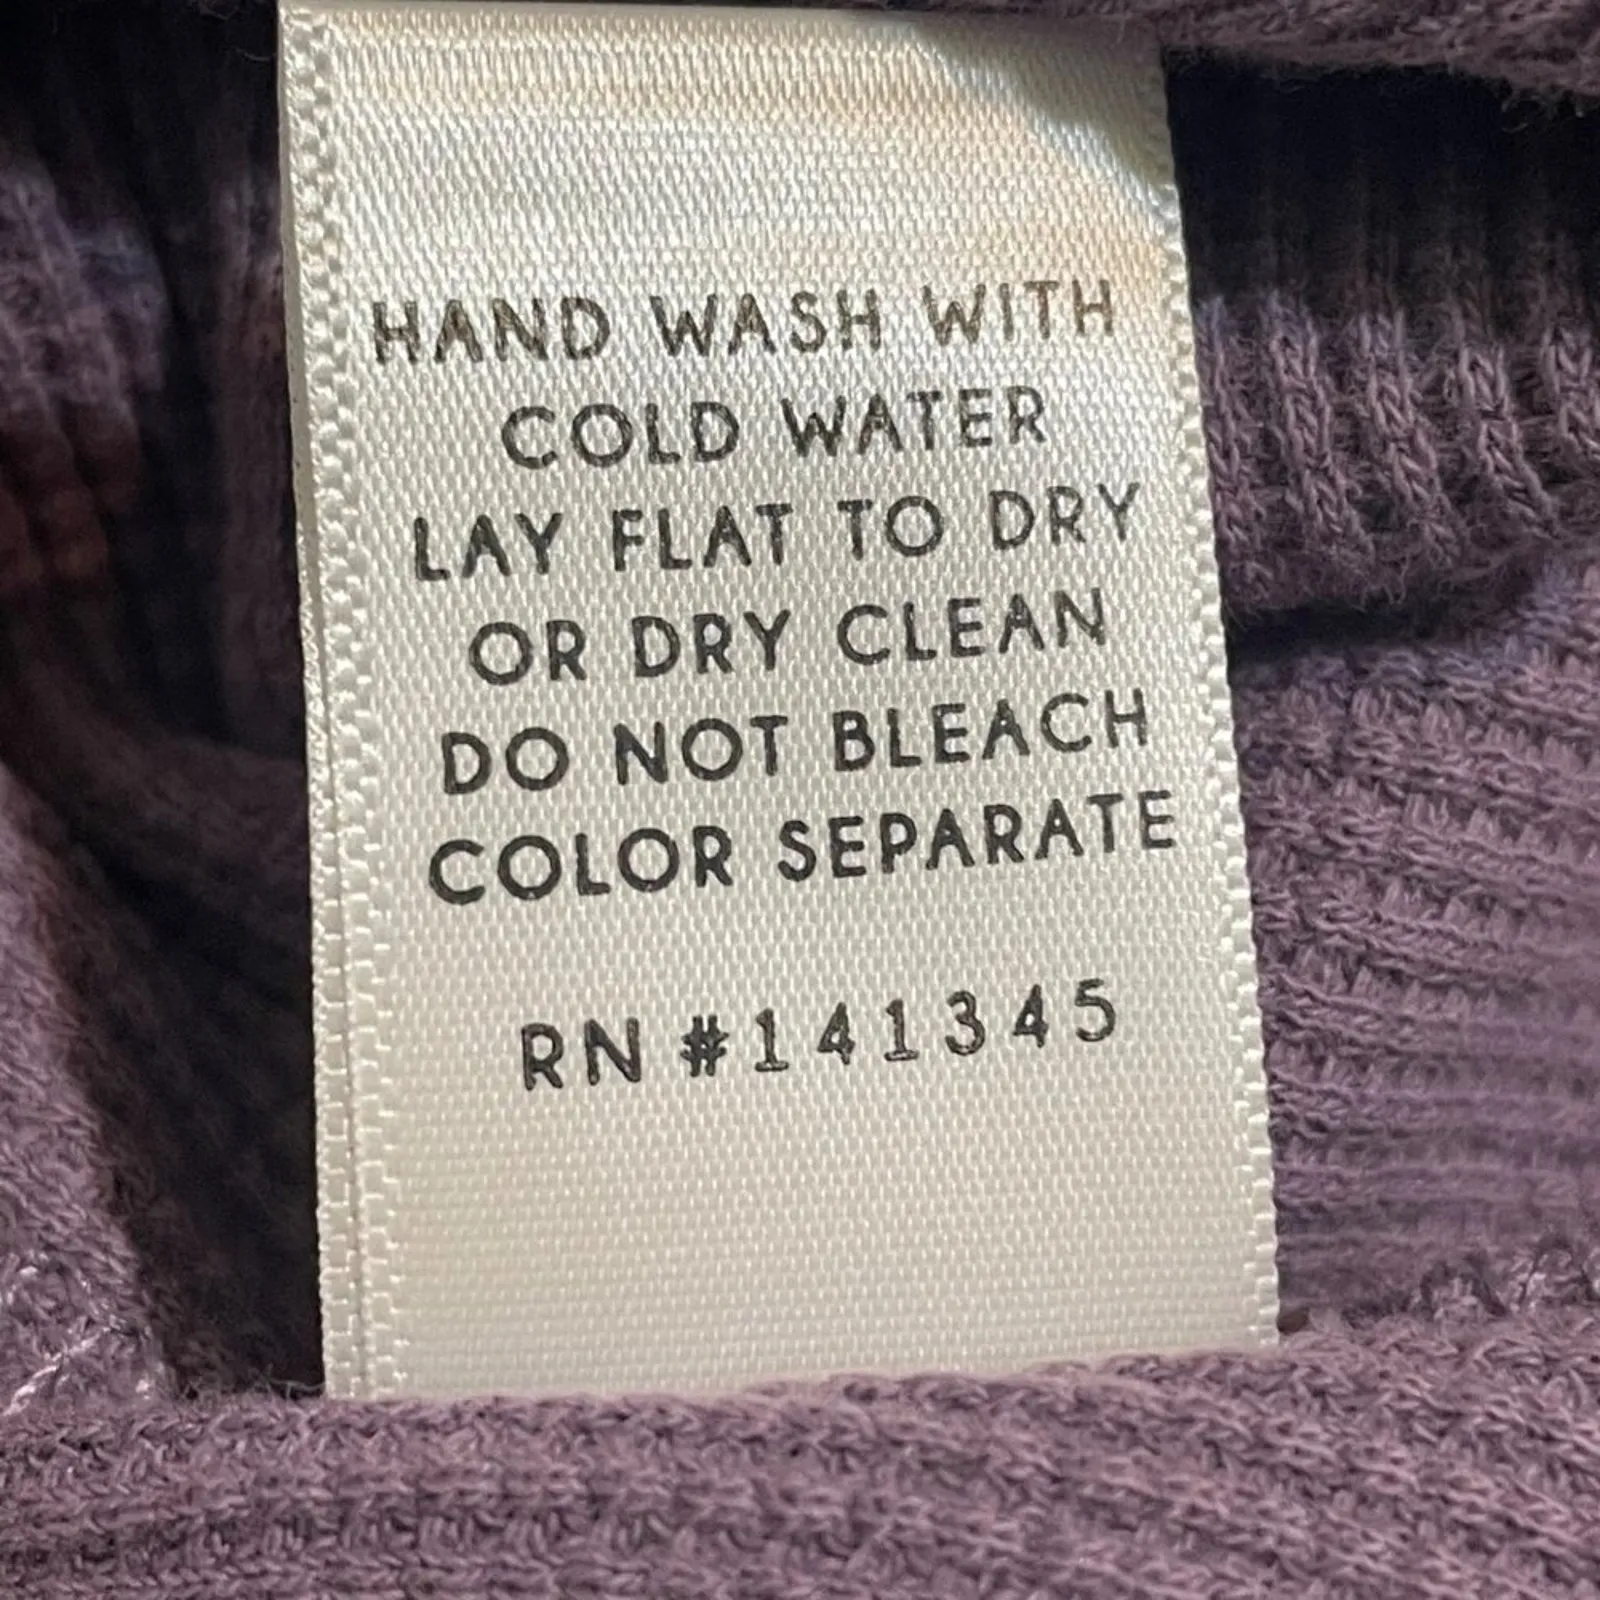 HAND WASH WITH
COLD WATER
LAY FLAT TO DRY
OR DRY CLEAN
DO NOT BLEACH
COLOR SEPARATE
RN #141345